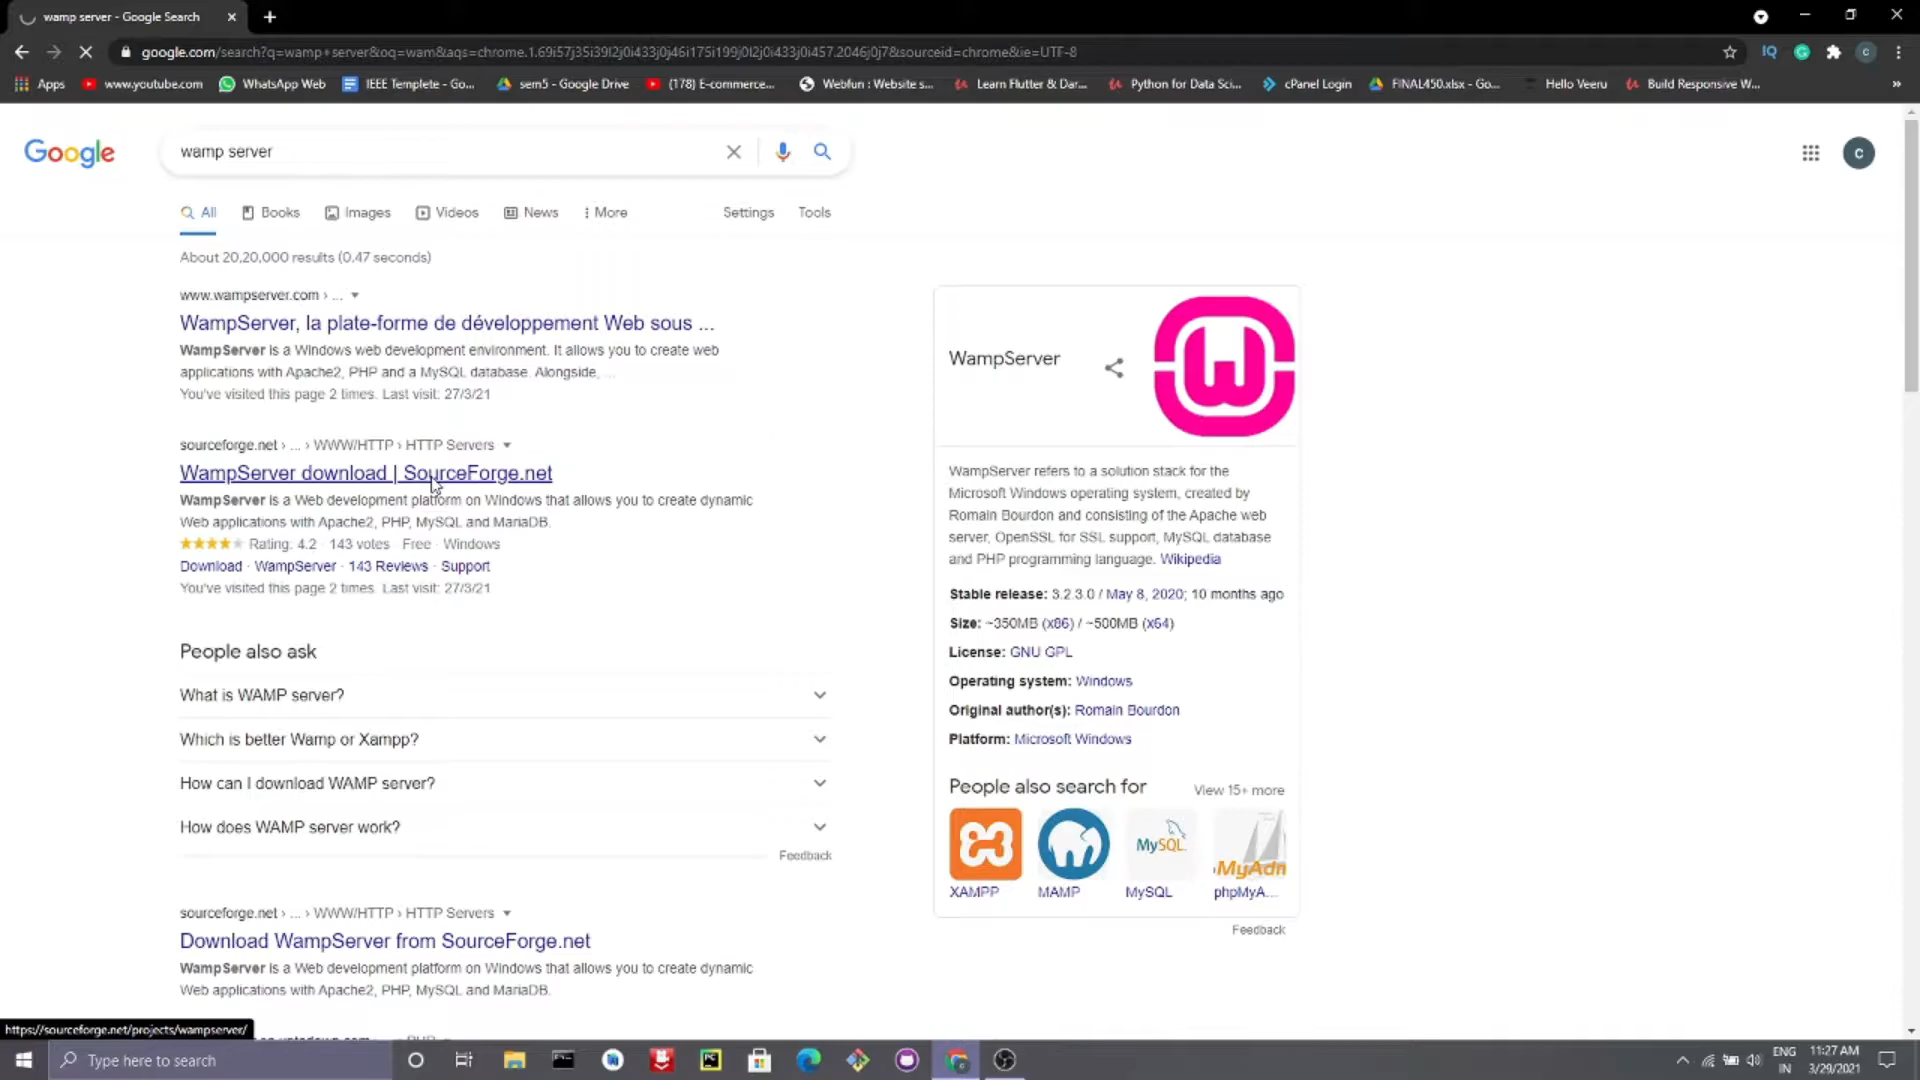 wamp server - Google Search
google.com/search?q=wamp+server&oq=wam&aqs=chrome.1.69i57j35i39l2j0i433j0j46i175i199j0l2j0i433j0i457.2046j0j7&sourceid=chrome&ie=UTF-8
Apps www.youtube.com WhatsApp Web IEEE Templete - Go... sem5 - Google Drive (178) E-commerce... Webfun : Website s... Learn Flutter & Dar... Python for Data Sci... cPanel Login FINAL450.xlsx - Go... Hello Veeru Build Responsive W... »
Google
wamp server
C
All Books Images Videos News More Settings Tools
About 20,20,000 results (0.47 seconds)
www.wampserver.com › ...
WampServer, la plate-forme de développement Web sous ...
WampServer is a Windows web development environment. It allows you to create web
applications with Apache2, PHP and a MySQL database. Alongside, ...
You've visited this page 2 times. Last visit: 27/3/21
sourceforge.net › ... › WWW/HTTP › HTTP Servers
WampServer download | SourceForge.net
WampServer is a Web development platform on Windows that allows you to create dynamic
Web applications with Apache2, PHP, MySQL and MariaDB.
Rating: 4.2 · 143 votes · Free · Windows
Download · WampServer · 143 Reviews · Support
You've visited this page 2 times. Last visit: 27/3/21
People also ask
What is WAMP server?
Which is better Wamp or Xampp?
How can I download WAMP server?
How does WAMP server work?
Feedback
sourceforge.net › ... › WWW/HTTP › HTTP Servers
Download WampServer from SourceForge.net
WampServer is a Web development platform on Windows that allows you to create dynamic
Web applications with Apache2, PHP, MySQL and MariaDB.
WampServer
WampServer refers to a solution stack for the
Microsoft Windows operating system, created by
Romain Bourdon and consisting of the Apache web
server, OpenSSL for SSL support, MySQL database
and PHP programming language. Wikipedia
Stable release: 3.2.3.0 / May 8, 2020; 10 months ago
Size: ~350MB (x86) / ~500MB (x64)
License: GNU GPL
Operating system: Windows
Original author(s): Romain Bourdon
Platform: Microsoft Windows
People also search for View 15+ more
MySQL
MyAdn
XAMPP MAMP MySQL phpMyA...
Feedback
https://sourceforge.net/projects/wampserver/
Type here to search
ENG 11:27 AM
IN 3/29/2021